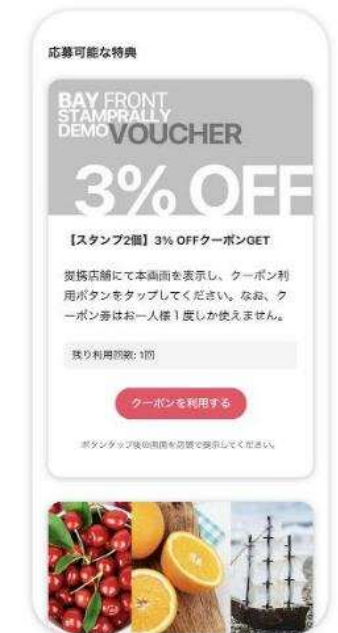 応募可能な特典
BAY FRONT
STAMPRALLY
DEMO VOUCHER
3% OFF
【スタンプ2個】3% OFFクーポンGET
提携店舗にて本画面を表示し、クーポン利
用ボタンをタップしてください。なお、ク
ーポン券はお一人様1度しか使えません。
残り利用回数: 1回
クーポンを利用する
ボタンタップ後の画面を店頭で提示してください。